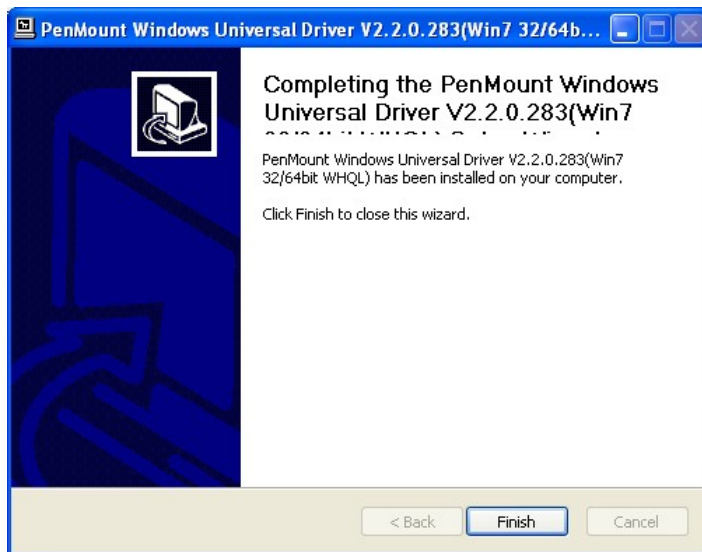 PenMount Windows Universal Driver V2.2.0.283(Win7 32/64b...
Completing the PenMount Windows
Universal Driver V2.2.0.283(Win7
PenMount Windows Universal Driver V2.2.0.283(Win7
32/64bit WHQL) has been installed on your computer.
Click Finish to close this wizard.
< Back
Finish
Cancel